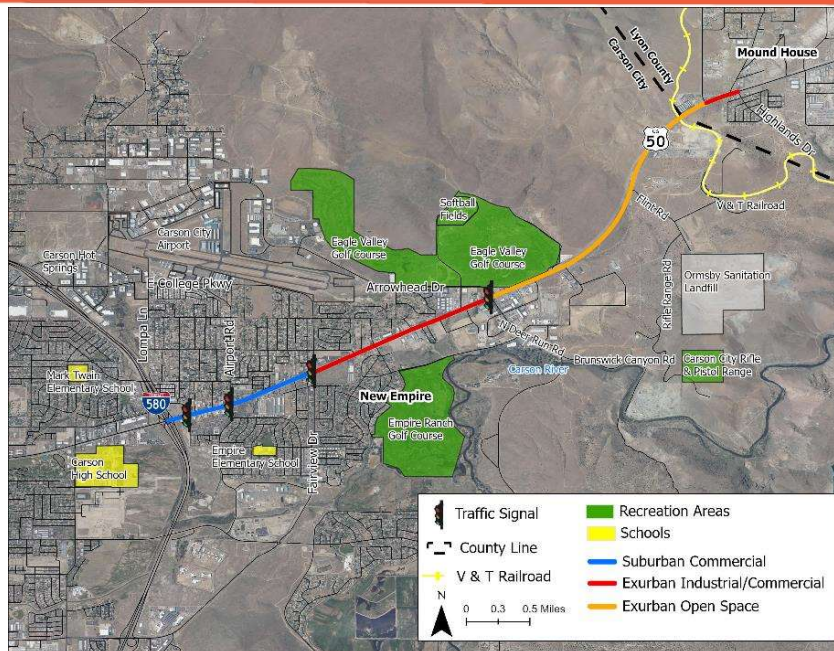 Lyon County
Carson City
Mound House
US
50
Highlands Dr
V & T Railroad
Flint Rd
Softball
Fields
Carson City
Airport
Eagle Valley
Golf Course
Eagle Valley
Golf Course
Carson Hot
Springs
E College Pkwy
Arrowhead Dr
Ormsby Sanitation
Landfill
Rifle Range Rd
Lompa Ln
Airport Rd
N Deer Run Rd
Brunswick Canyon Rd
Carson City Rifle
& Pistol Range
Carson River
Mark Twain
Elementary School
580
New Empire
Empire Ranch
Golf Course
Fairview Dr
Empire
Elementary School
Carson
High School
Traffic Signal
County Line
V & T Railroad
N
0 0.3 0.5 Miles
Recreation Areas
Schools
Suburban Commercial
Exurban Industrial/Commercial
Exurban Open Space